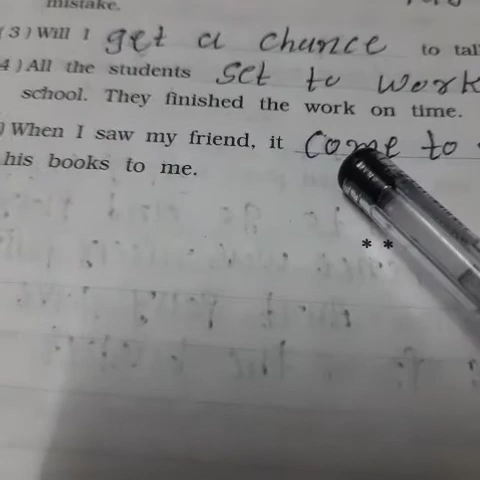 mistake.
(3) Will I get a chance to tal
4) All the students set to work
school. They finished the work on time.
) When I saw my friend, it come to
his books to me.
**